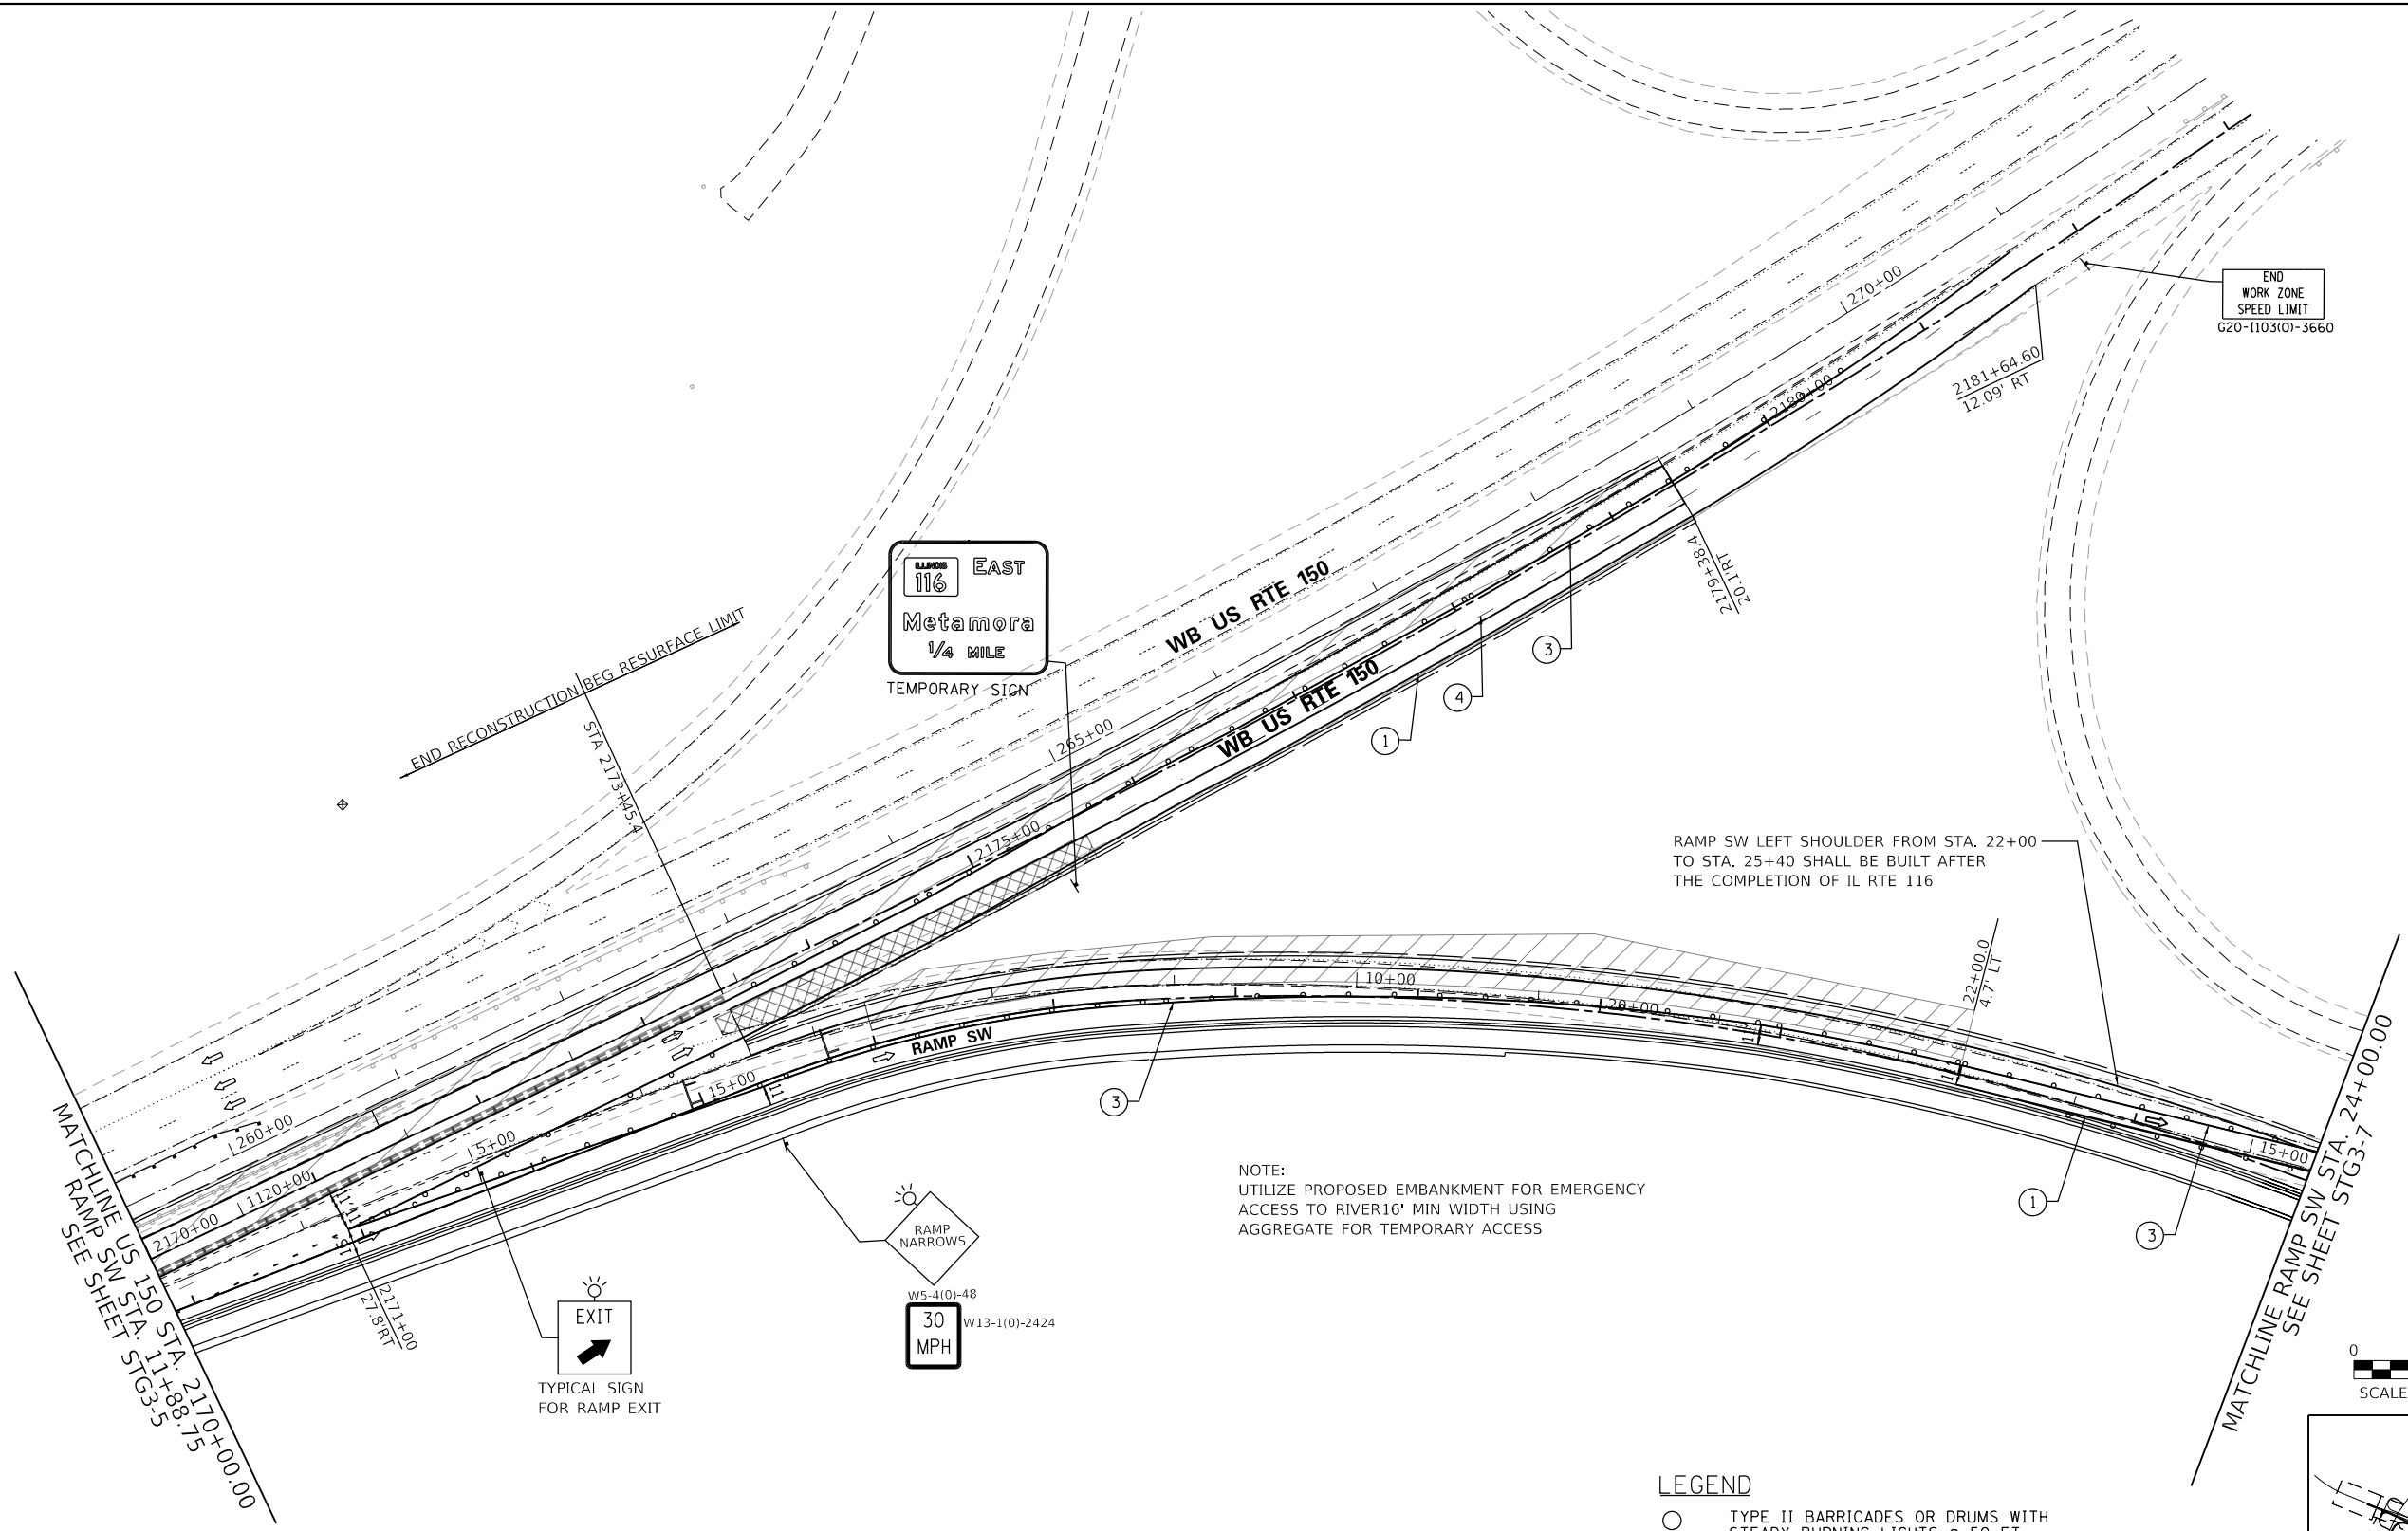 270+00
END
WORK ZONE
SPEED LIMIT
G20-I103(O)-3660
2181+64.60
12.09' RT
2180+00
2179+38.4
20.1'RT
ILLINOIS
116
EAST
Metamora
1/4 MILE
TEMPORARY SIGN
WB US RTE 150
WB US RTE 150
3
4
1
END RECONSTRUCTION BEG RESURFACE LIMIT
STA 2173+45.4
265+00
2175+00
RAMP SW LEFT SHOULDER FROM STA. 22+00
TO STA. 25+40 SHALL BE BUILT AFTER
THE COMPLETION OF IL RTE 116
22+00.0
4.7' LT
10+00
20+00
RAMP SW
15+00
11'
3
260+00
5+00
1120+00
2170+00
11'
16'
2171+00
27.8'RT
15+00
1
3
MATCHLINE US 150 STA. 2170+00.00
RAMP SW STA. 11+88.75
SEE SHEET STG3-5
MATCHLINE RAMP SW STA. 24+00.00
SEE SHEET STG3-7
NOTE:
UTILIZE PROPOSED EMBANKMENT FOR EMERGENCY
ACCESS TO RIVER16' MIN WIDTH USING
AGGREGATE FOR TEMPORARY ACCESS
RAMP
NARROWS
W5-4(O)-48
30
MPH
W13-1(O)-2424
EXIT
TYPICAL SIGN
FOR RAMP EXIT
0
SCALE
LEGEND
TYPE II BARRICADES OR DRUMS WITH
STEADY BURNING LIGHTS @ 50 FT